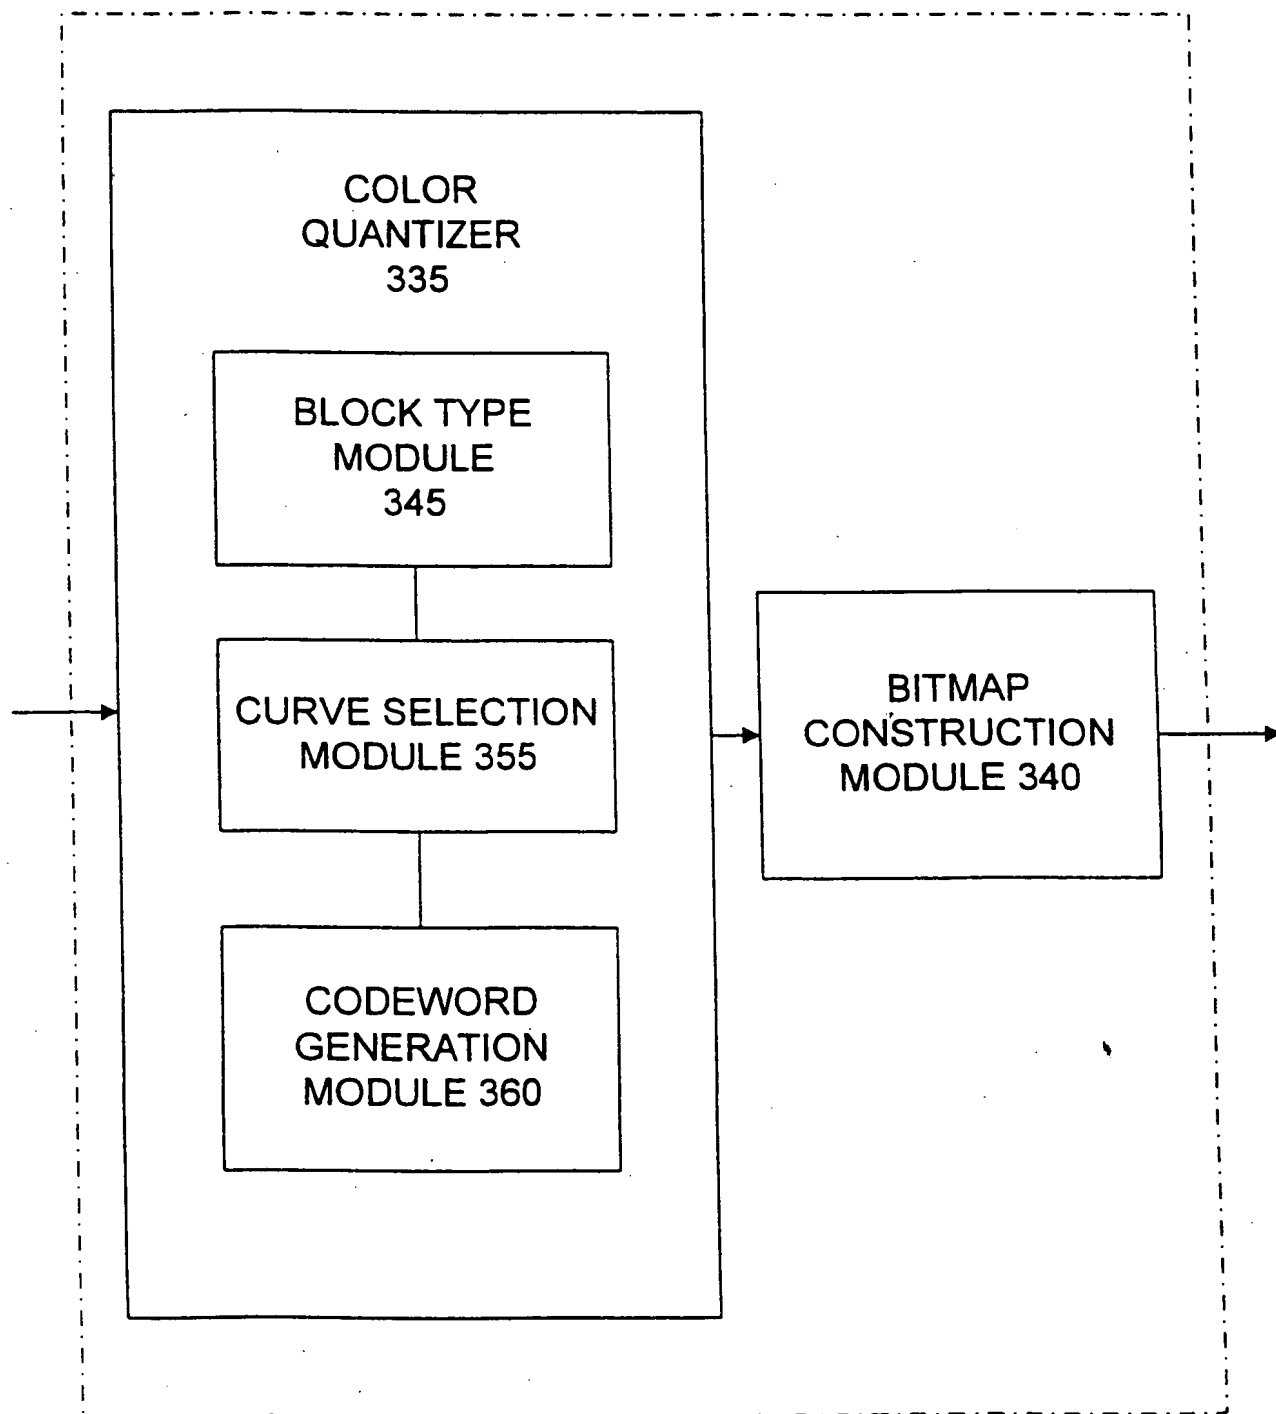 COLOR
QUANTIZER
335
BLOCK TYPE
MODULE
345
CURVE SELECTION
MODULE 355
CODEWORD
GENERATION
MODULE 360
BITMAP
CONSTRUCTION
MODULE 340